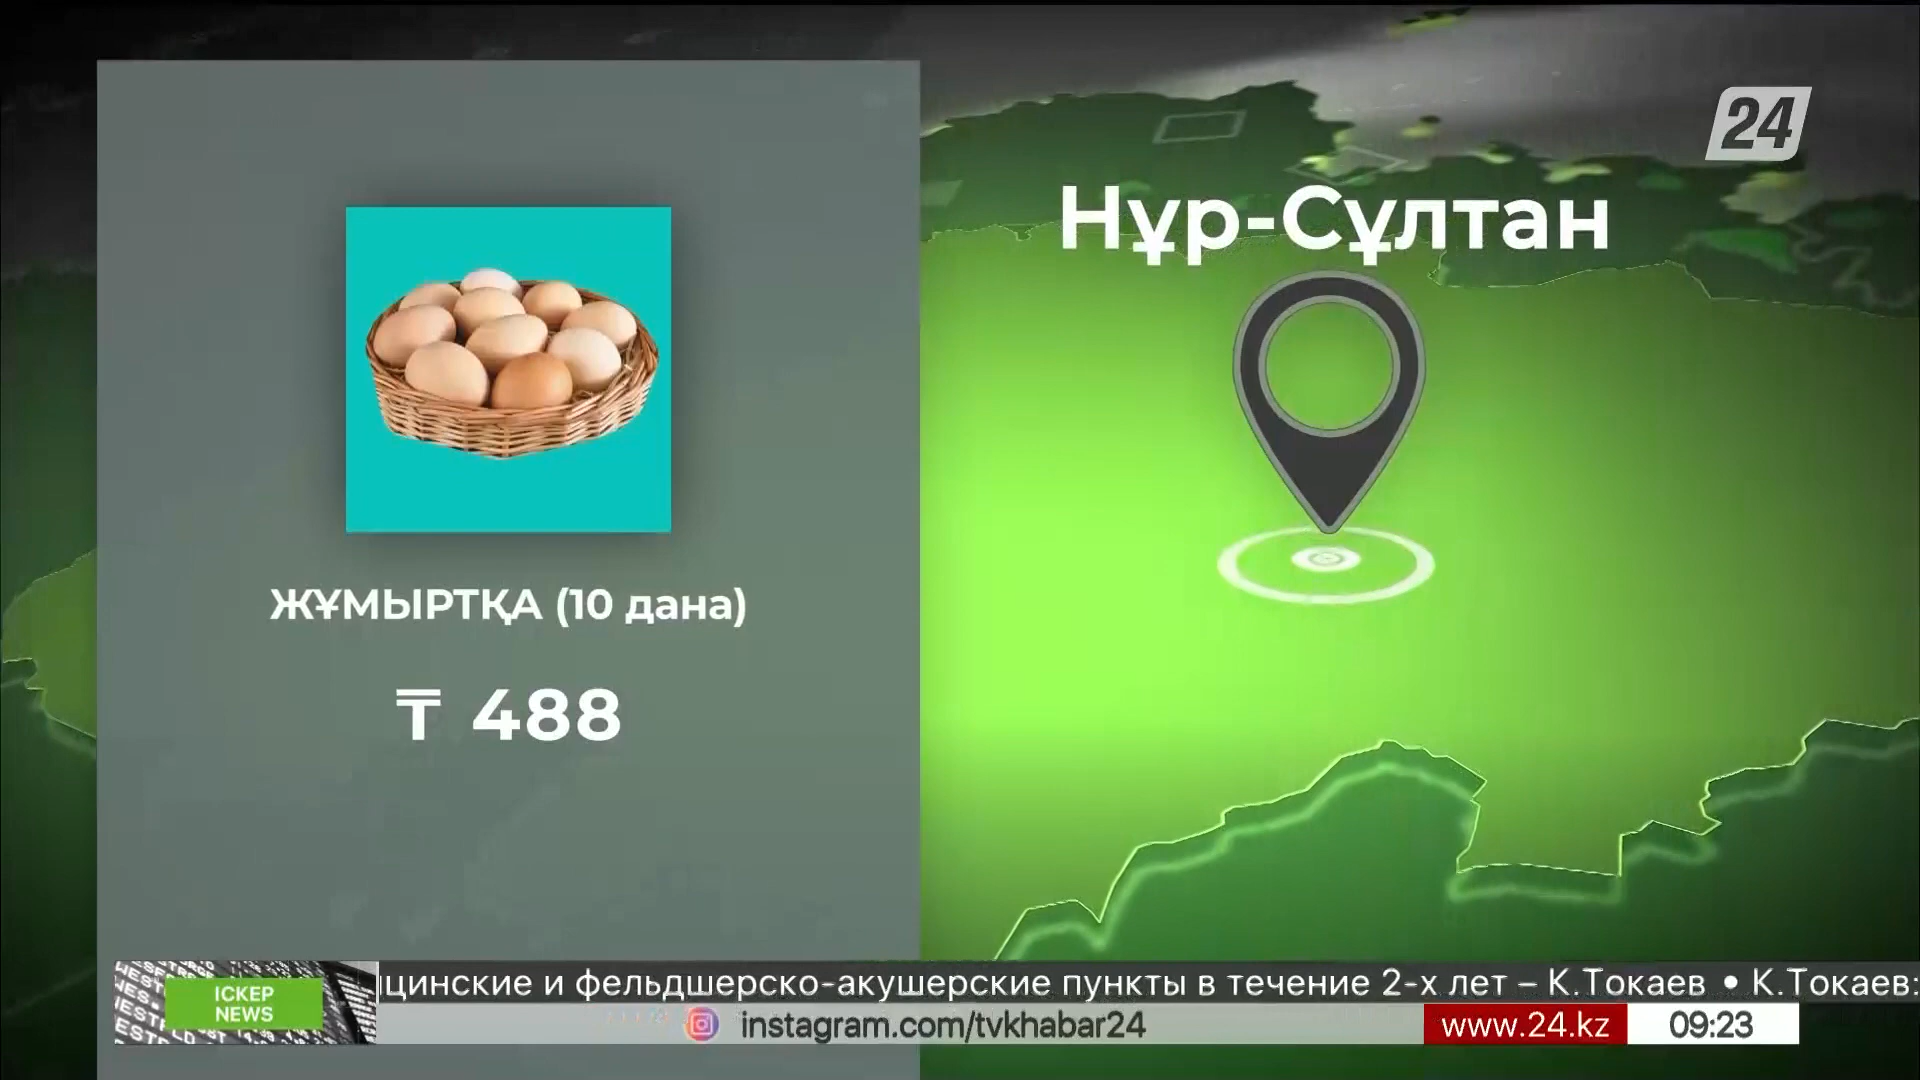 24
Нұр-Сұлтан
ЖҰМЫРТҚА (10 дана)
₸ 488
ІСКЕР
NEWS
цинские и фельдшерско-акушерские пункты в течение 2-х лет – К.Токаев • К.Токаев:
instagram.com/tvkhabar24
www.24.kz
09:23